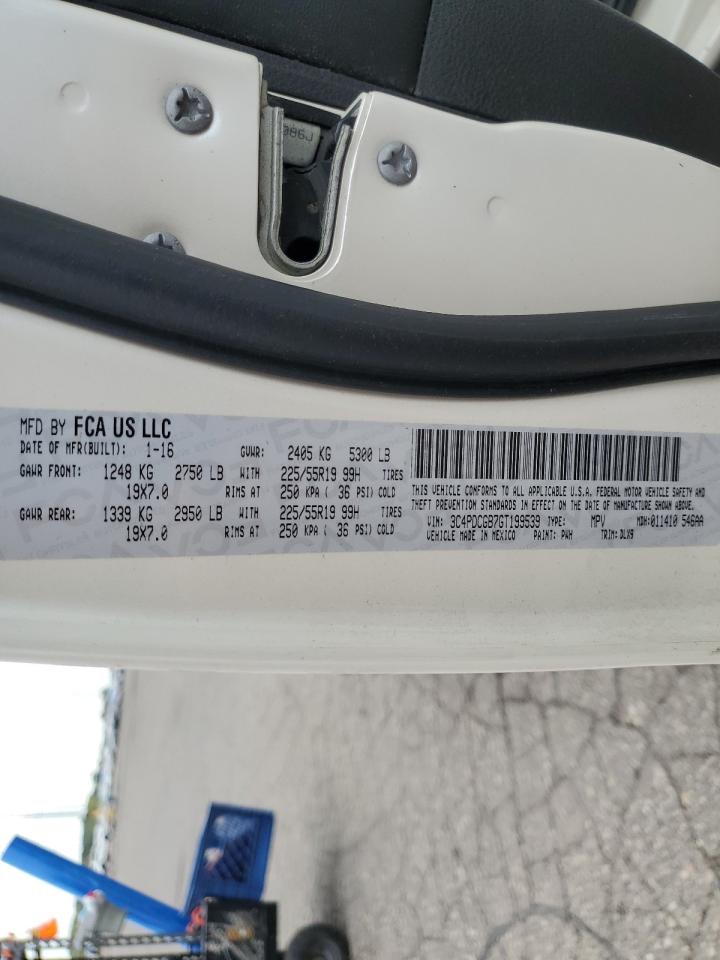 086J
MFD BY FCA US LLC
DATE OF MFR(BUILT): 1-16 GVWR: 2405 KG 5300 LB
GAWR FRONT: 1248 KG 2750 LB WITH 225/55R19 99H TIRES
19X7.0 RIMS AT 250 KPA ( 36 PSI) COLD
GAWR REAR: 1339 KG 2950 LB WITH 225/55R19 99H TIRES
19X7.0 RIMS AT 250 KPA ( 36 PSI) COLD
THIS VEHICLE CONFORMS TO ALL APPLICABLE U.S.A. FEDERAL MOTOR VEHICLE SAFETY AND
THEFT PREVENTION STANDARDS IN EFFECT ON THE DATE OF MANUFACTURE SHOWN ABOVE.
VIN: 3C4PDCGB7GT199539 TYPE: MPV MDH:011410 546AA
VEHICLE MADE IN MEXICO PAINT: PWH TRIM: DLX9